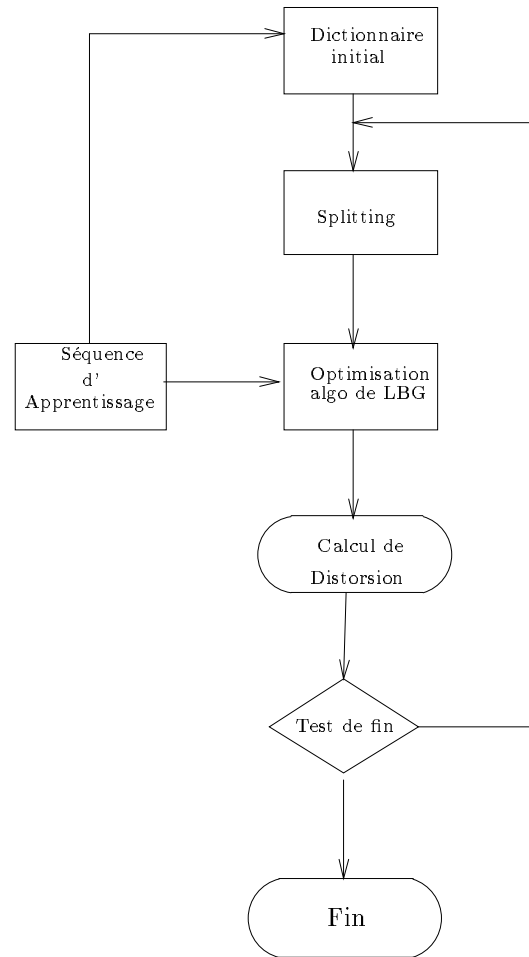 Dictionnaire
initial
Splitting
Séquence
d'
Apprentissage
Optimisation
algo de LBG
Calcul de
Distorsion
Test de fin
Fin